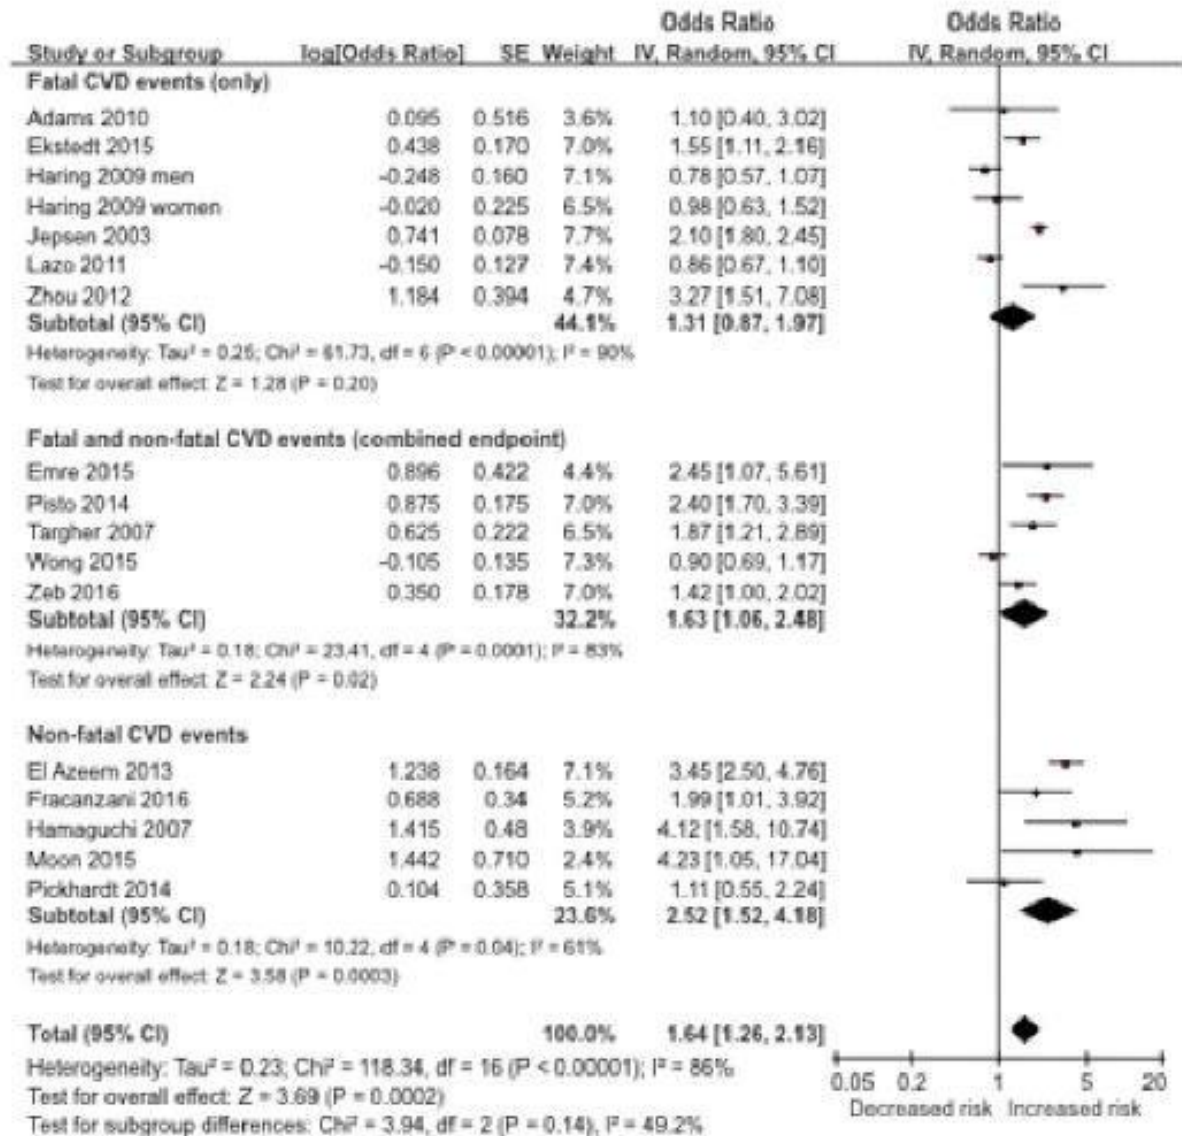 Odds Ratio Odds Ratio
Study or Subgroup log[Odds Ratio] SE Weight IV, Random, 95% CI IV, Random, 95% CI
Fatal CVD events (only)
Adams 2010 0.095 0.516 3.6% 1.10 [0.40, 3.02]
Ekstedt 2015 0.438 0.170 7.0% 1.55 [1.11, 2.16]
Haring 2009 men -0.248 0.160 7.1% 0.78 [0.57, 1.07]
Haring 2009 women -0.020 0.225 6.5% 0.98 [0.63, 1.52]
Jepsen 2003 0.741 0.078 7.7% 2.10 [1.80, 2.45]
Lazo 2011 -0.150 0.127 7.4% 0.86 [0.67, 1.10]
Zhou 2012 1.184 0.394 4.7% 3.27 [1.51, 7.08]
Subtotal (95% CI) 44.1% 1.31 [0.87, 1.97]
Heterogeneity: Tau² = 0.25; Chi² = 61.73, df = 6 (P < 0.00001); I² = 90%
Test for overall effect: Z = 1.28 (P = 0.20)
Fatal and non-fatal CVD events (combined endpoint)
Emre 2015 0.896 0.422 4.4% 2.45 [1.07, 5.61]
Pisto 2014 0.875 0.175 7.0% 2.40 [1.70, 3.39]
Targher 2007 0.625 0.222 6.5% 1.87 [1.21, 2.89]
Wong 2015 -0.105 0.135 7.3% 0.90 [0.69, 1.17]
Zeb 2016 0.350 0.178 7.0% 1.42 [1.00, 2.02]
Subtotal (95% CI) 32.2% 1.63 [1.06, 2.48]
Heterogeneity: Tau² = 0.18; Chi² = 23.41, df = 4 (P = 0.0001); I² = 83%
Test for overall effect: Z = 2.24 (P = 0.02)
Non-fatal CVD events
El Azeem 2013 1.238 0.164 7.1% 3.45 [2.50, 4.76]
Fracanzani 2016 0.688 0.34 5.2% 1.99 [1.01, 3.92]
Hamaguchi 2007 1.415 0.48 3.9% 4.12 [1.58, 10.74]
Moon 2015 1.442 0.710 2.4% 4.23 [1.05, 17.04]
Pickhardt 2014 0.104 0.358 5.1% 1.11 [0.55, 2.24]
Subtotal (95% CI) 23.6% 2.52 [1.52, 4.18]
Heterogeneity: Tau² = 0.18; Chi² = 10.22, df = 4 (P = 0.04); I² = 61%
Test for overall effect: Z = 3.58 (P = 0.0003)
Total (95% CI) 100.0% 1.64 [1.26, 2.13]
Heterogeneity: Tau² = 0.23; Chi² = 118.34, df = 16 (P < 0.00001); I² = 86%
Test for overall effect: Z = 3.69 (P = 0.0002)
Test for subgroup differences: Chi² = 3.94, df = 2 (P = 0.14), I² = 49.2%
0.05 0.2 1 5 20
Decreased risk Increased risk